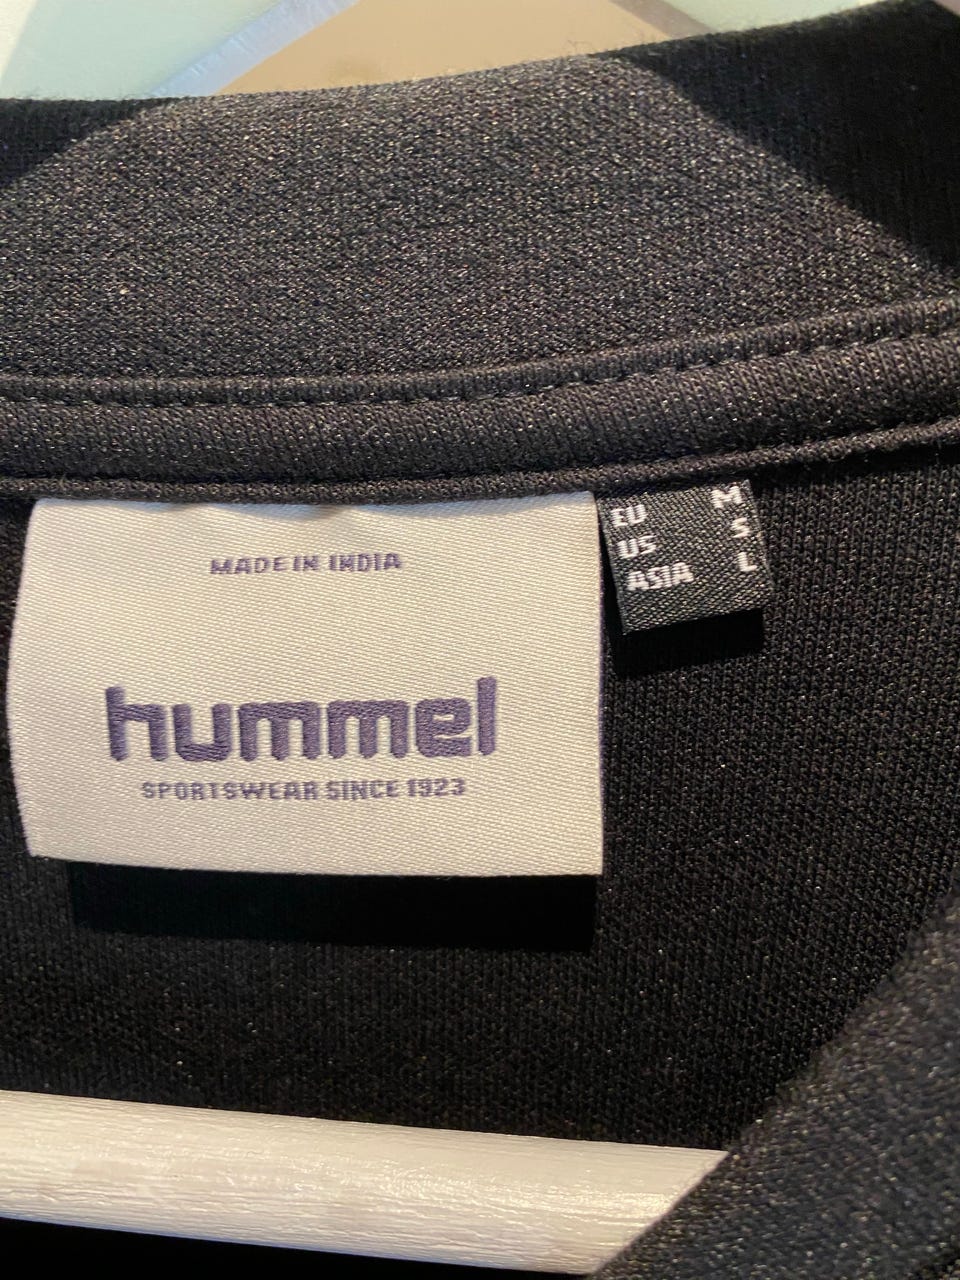 MADE IN INDIA
hummel
SPORTSWEAR SINCE 1923
EU M
US S
ASIA L